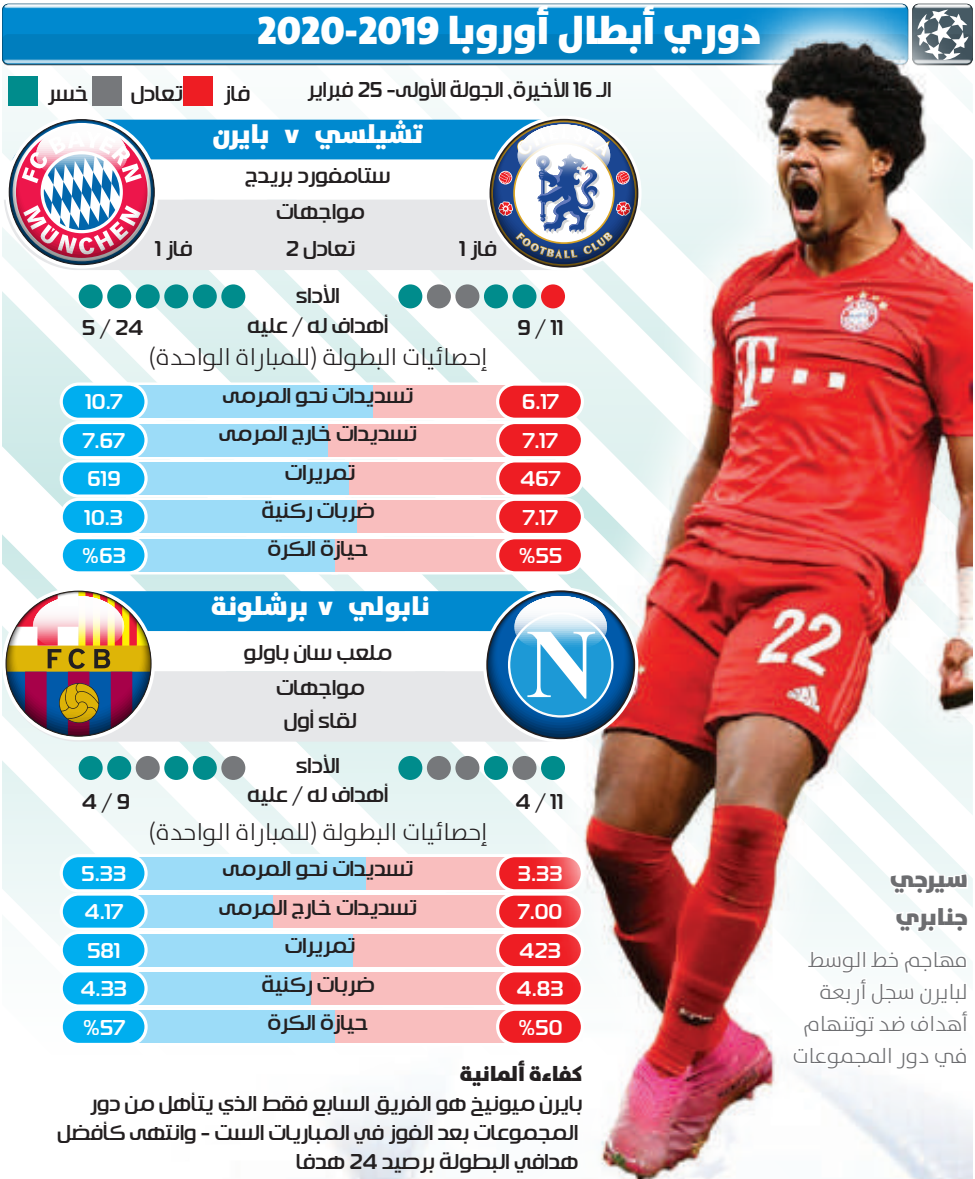 دوري أبطال أوروبا 2019-2020
الـ 16 الأخيرة، الجولة الأولى- 25 فبراير
فاز تعادل خسر
تشيلسي v بايرن
ستامفورد بريدج
مواجهات
فاز 1 تعادل 2 فاز 1
FOOTBALL CLUB
FC BAYERN
MÜNCHEN
الأداء
11 / 9 أهداف له / عليه 24 / 5
إحصائيات البطولة (للمباراة الواحدة)
6.17 تسديدات نحو المرمى 10.7
7.17 تسديدات خارج المرمى 7.67
467 تمريرات 619
7.17 ضربات ركنية 10.3
%55 حيازة الكرة %63
نابولي v برشلونة
ملعب سان باولو
مواجهات
لقاء أول
N
FCB
الأداء
11 / 4 أهداف له / عليه 9 / 4
إحصائيات البطولة (للمباراة الواحدة)
3.33 تسديدات نحو المرمى 5.33
7.00 تسديدات خارج المرمى 4.17
423 تمريرات 581
4.83 ضربات ركنية 4.33
%50 حيازة الكرة %57
T
22
سيرجي
جنابري
مهاجم خط الوسط
لبايرن سجل أربعة
أهداف ضد توتنهام
في دور المجموعات
كفاءة ألمانية
بايرن ميونيخ هو الفريق السابع فقط الذي يتأهل من دور
المجموعات بعد الفوز في المباريات الست - وانتهى كأفضل
هدافي البطولة برصيد 24 هدفا